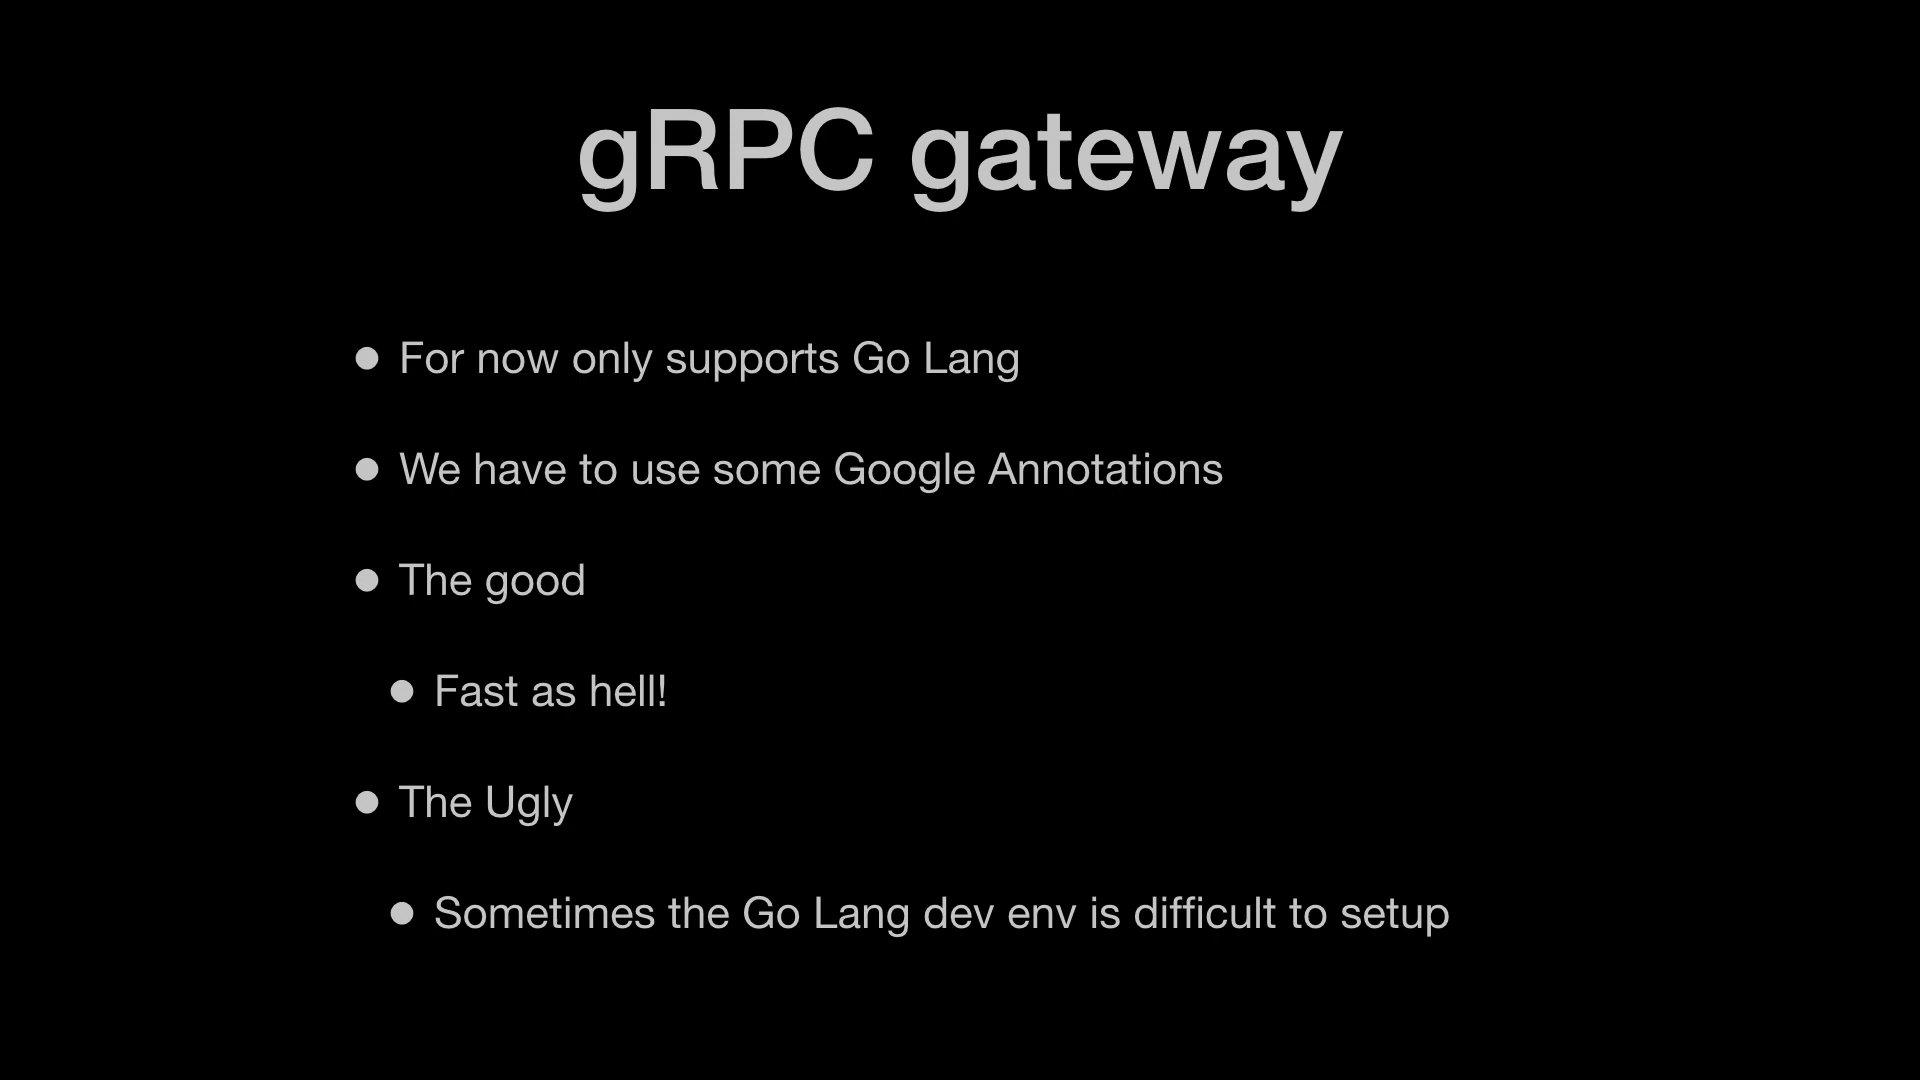 gRPC gateway
For now only supports Go Lang
We have to use some Google Annotations
The good
Fast as hell!
The Ugly
Sometimes the Go Lang dev env is difficult to setup